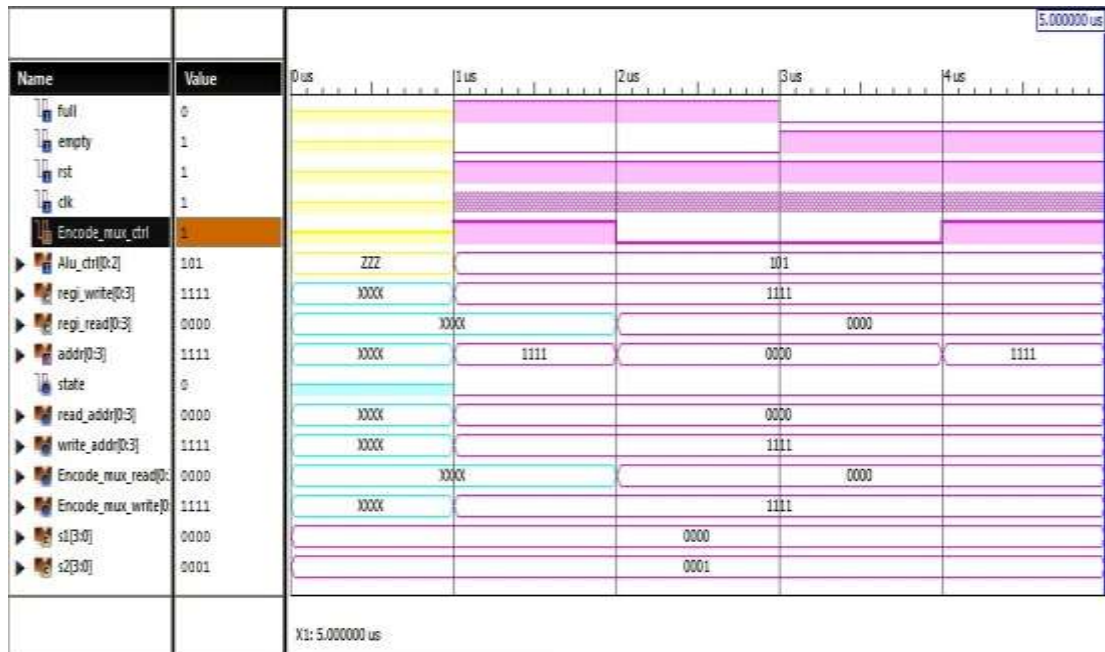 5.000000 us
Name Value 0 us 1 us 2 us 3 us 4 us
full 0
empty 1
rst 1
clk 1
Encode_mux_ctrl 1
Alu_ctrl[0:2] 101 ZZZ 101
regi_write[0:3] 1111 XXXX 1111
regi_read[0:3] 0000 XXXX 0000
addr[0:3] 1111 XXXX 1111 0000 1111
state 0
read_addr[0:3] 0000 XXXX 0000
write_addr[0:3] 1111 XXXX 1111
Encode_mux_read[0: 0000 XXXX 0000
Encode_mux_write[0 1111 XXXX 1111
s1[3:0] 0000 0000
s2[3:0] 0001 0001
X1: 5.000000 us